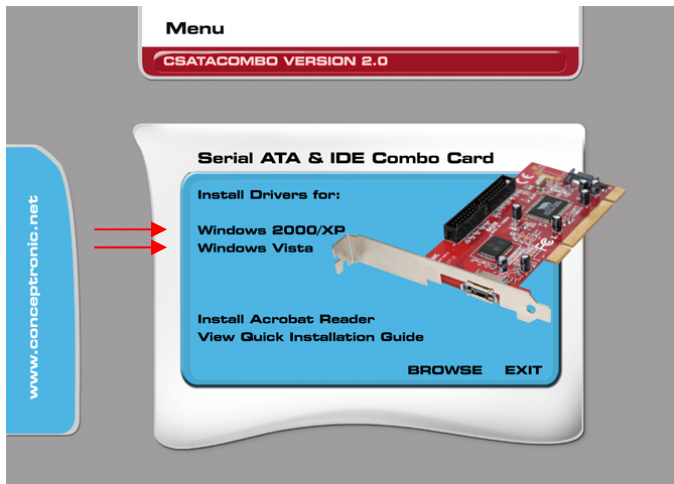 Menu
CSATACOMBO VERSION 2.0
www.conceptronic.net
Serial ATA & IDE Combo Card
Install Drivers for:
Windows 2000/XP
Windows Vista
Install Acrobat Reader
View Quick Installation Guide
BROWSE EXIT